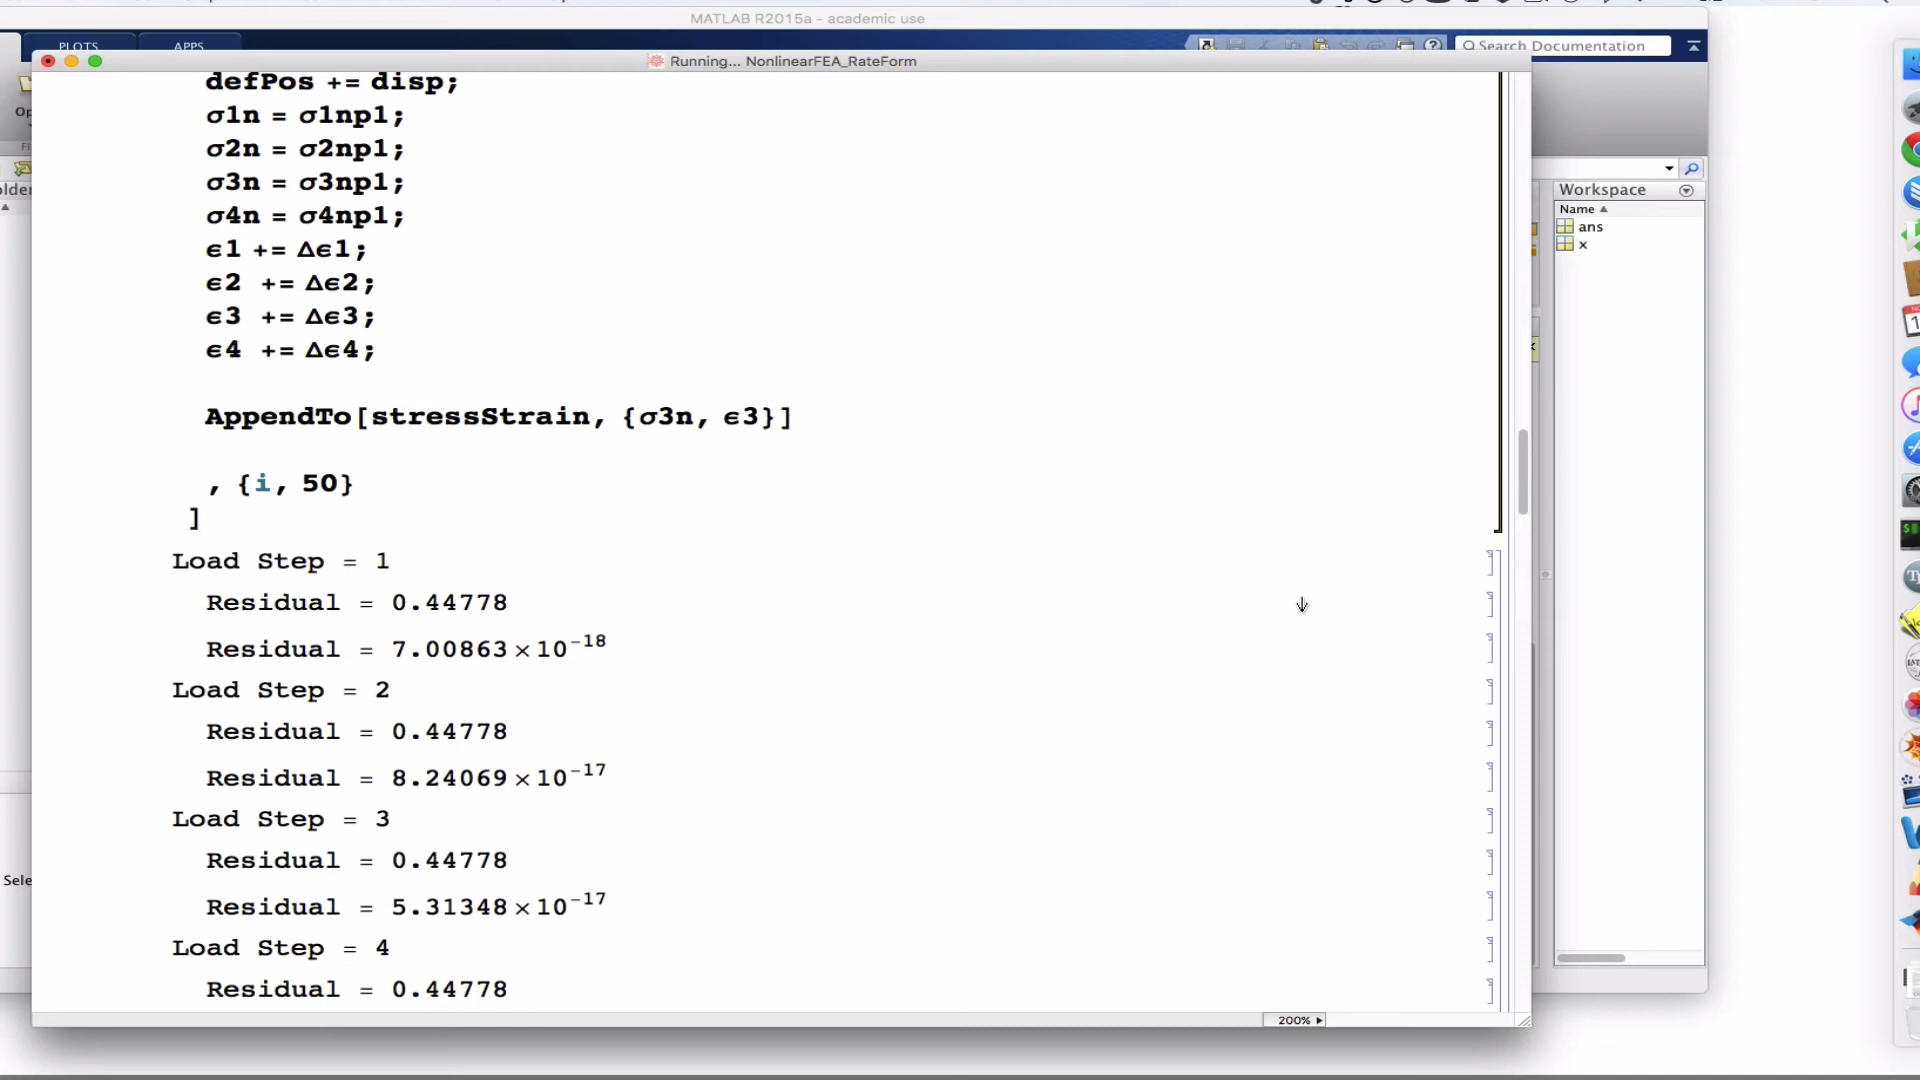 MATLAB R2015a - academic use
PLOTS
APPS
Search Documentation
Running... NonlinearFEA_RateForm
defPos += disp;
σ1n = σ1np1;
σ2n = σ2np1;
σ3n = σ3np1;
σ4n = σ4np1;
ϵ1 += Δϵ1;
ϵ2 += Δϵ2;
ϵ3 += Δϵ3;
ϵ4 += Δϵ4;
AppendTo[stressStrain, {σ3n, ϵ3}]
, {i, 50}
]
Load Step = 1
Residual = 0.44778
Residual = 7.00863×10⁻¹⁸
Load Step = 2
Residual = 0.44778
Residual = 8.24069×10⁻¹⁷
Load Step = 3
Residual = 0.44778
Residual = 5.31348×10⁻¹⁷
Load Step = 4
Residual = 0.44778
200%
Workspace
Name
ans
x
Op
older
Sele